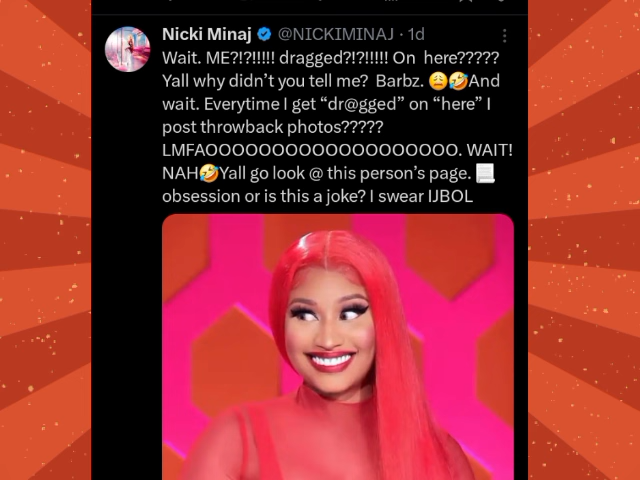 Nicki Minaj @NICKIMINAJ · 1d
Wait. ME?!?!!!!! dragged?!?!!!!! On here?????
Yall why didn’t you tell me? Barbz. 😩🤣And
wait. Everytime I get “dr@gged” on “here” I
post throwback photos?????
LMFAOOOOOOOOOOOOOOOOOOO. WAIT!
NAH🤣Yall go look @ this person’s page. 📃
obsession or is this a joke? I swear IJBOL